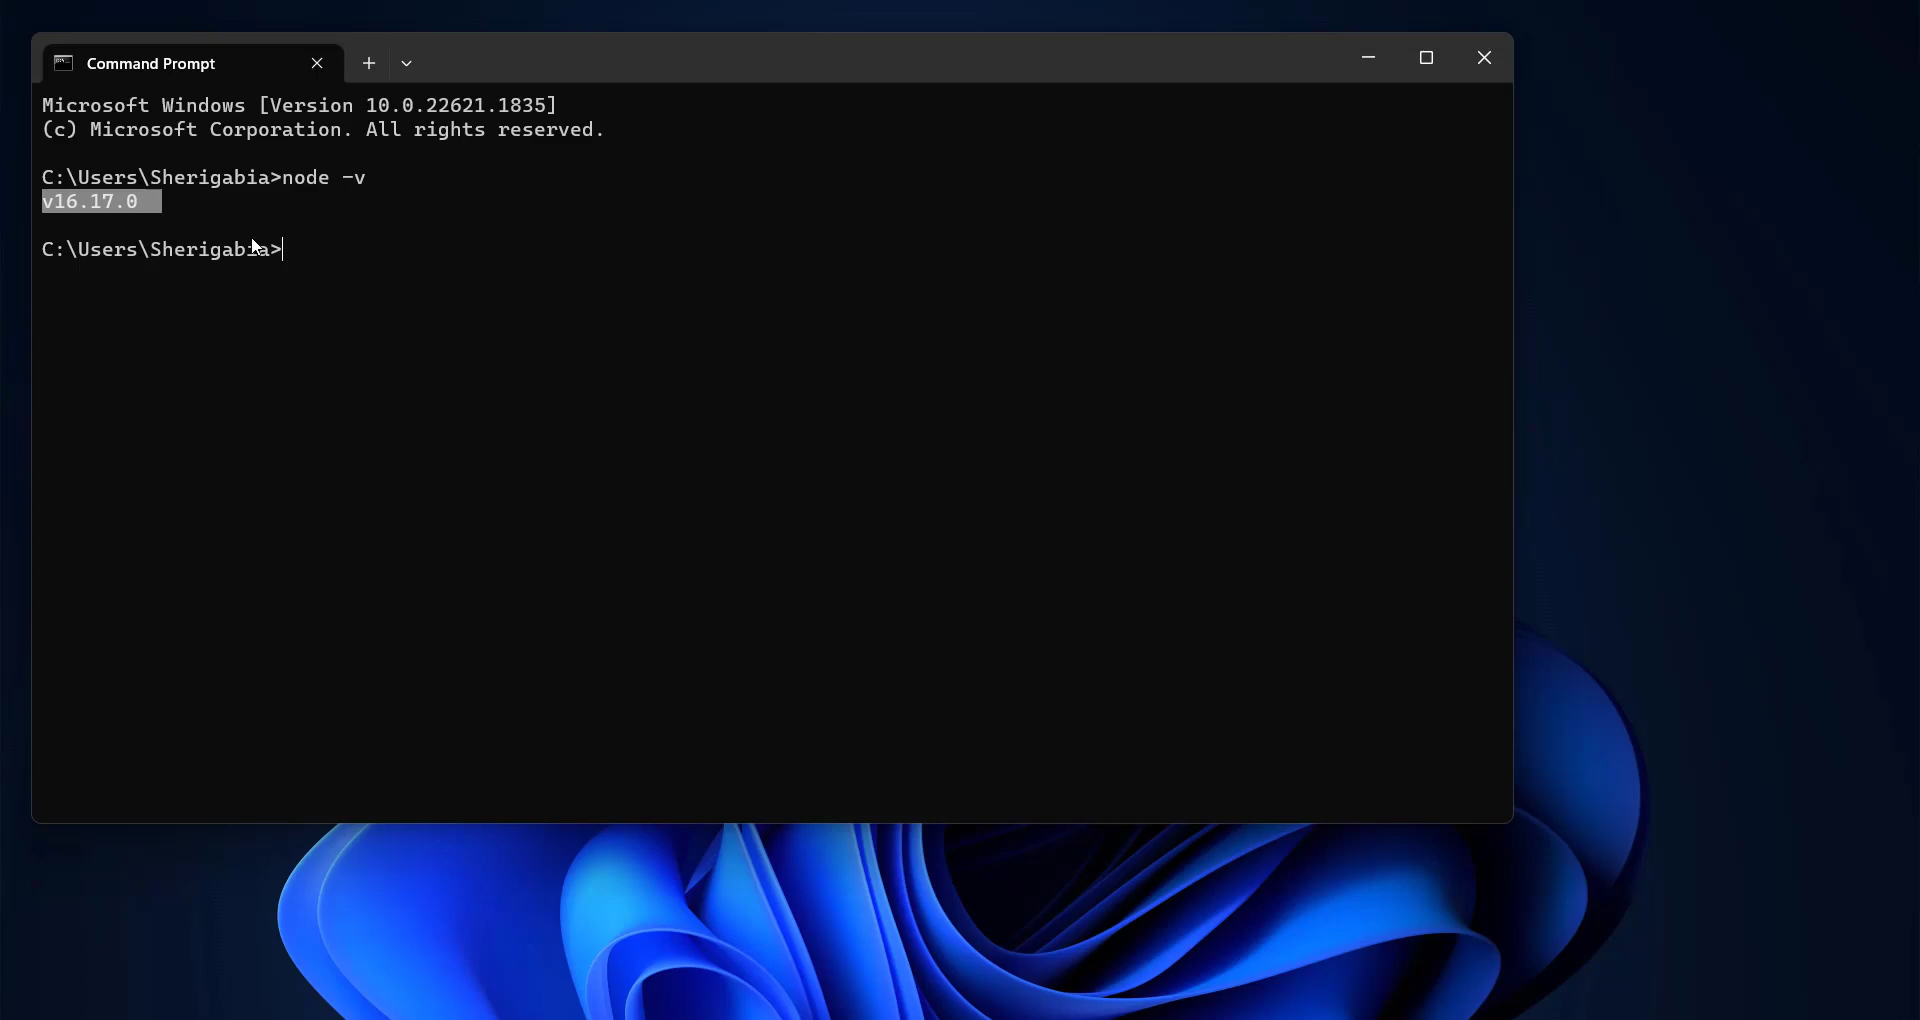 Command Prompt
Microsoft Windows [Version 10.0.22621.1835]
(c) Microsoft Corporation. All rights reserved.
C:\Users\Sherigabia>node -v
v16.17.0
C:\Users\Sherigabia>